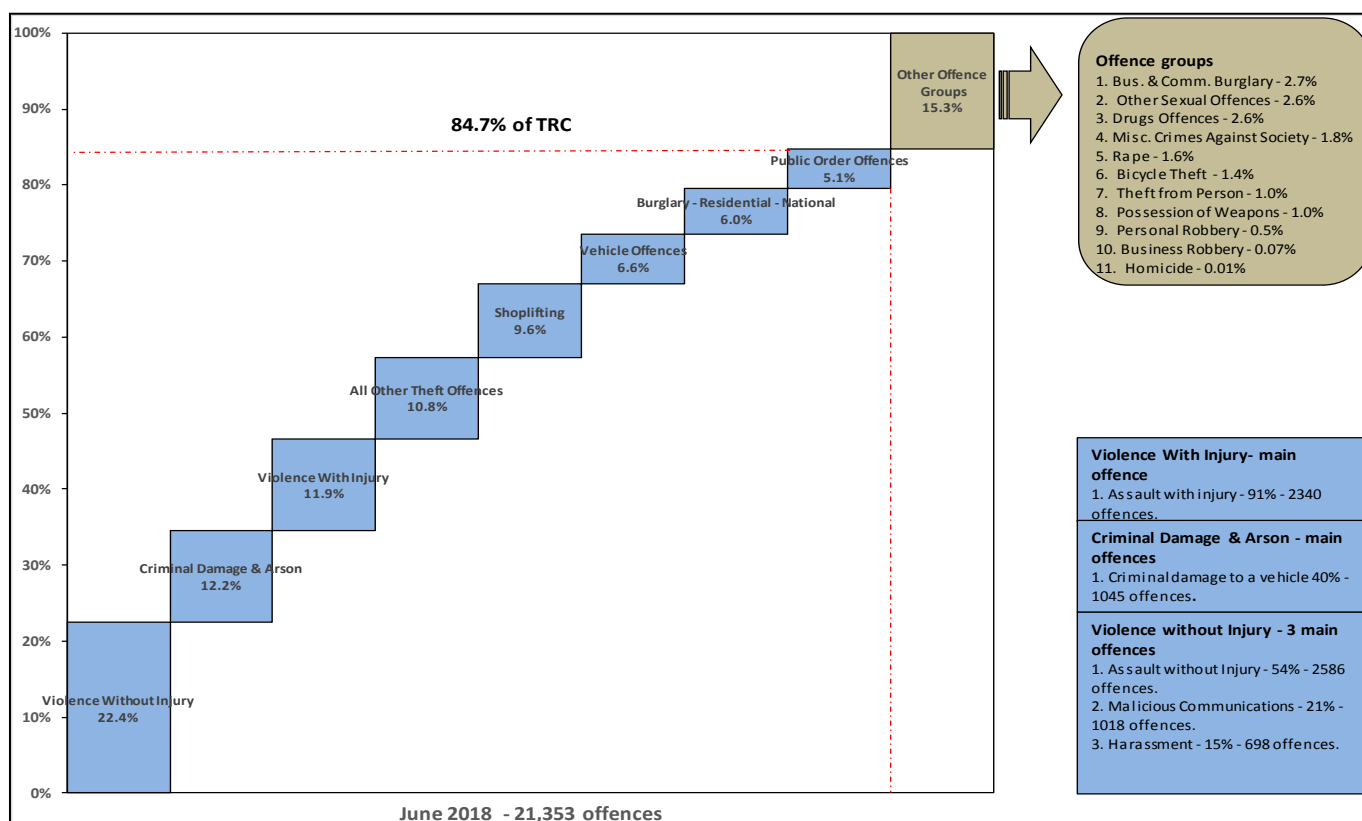 100%
90%
80%
70%
60%
50%
40%
30%
20%
10%
0%
84.7% of TRC
Other Offence
Groups
15.3%
Public Order Offences
5.1%
Burglary - Residential - National
6.0%
Vehicle Offences
6.6%
Shoplifting
9.6%
All Other Theft Offences
10.8%
Violence With Injury
11.9%
Criminal Damage & Arson
12.2%
Violence Without Injury
22.4%
June 2018 - 21,353 offences
Offence groups
1. Bus. & Comm. Burglary - 2.7%
2. Other Sexual Offences - 2.6%
3. Drugs Offences - 2.6%
4. Misc. Crimes Against Society - 1.8%
5. Rape - 1.6%
6. Bicycle Theft - 1.4%
7. Theft from Person - 1.0%
8. Possession of Weapons - 1.0%
9. Personal Robbery - 0.5%
10. Business Robbery - 0.07%
11. Homicide - 0.01%
Violence With Injury- main
offence
1. Assault with injury - 91% - 2340
offences.
Criminal Damage & Arson - main
offences
1. Criminal damage to a vehicle 40% -
1045 offences.
Violence without Injury - 3 main
offences
1. Assault without Injury - 54% - 2586
offences.
2. Malicious Communications - 21% -
1018 offences.
3. Harassment - 15% - 698 offences.